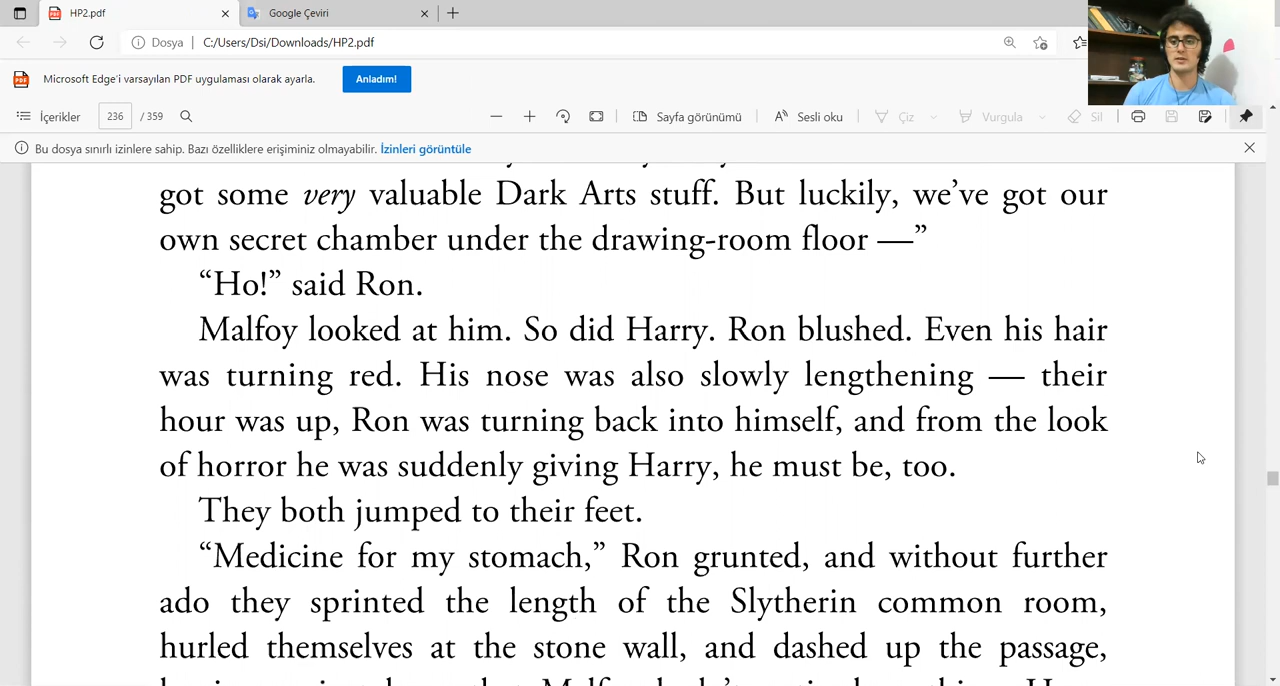 HP2.pdf
Google Çeviri
Dosya
C:/Users/Dsi/Downloads/HP2.pdf
Microsoft Edge'i varsayılan PDF uygulaması olarak ayarla.
Anladım!
İçerikler
236
/ 359
Sayfa görünümü
Sesli oku
Çiz
Vurgula
Sil
Bu dosya sınırlı izinlere sahip. Bazı özelliklere erişiminiz olmayabilir. İzinleri görüntüle
got some very valuable Dark Arts stuff. But luckily, we’ve got our
own secret chamber under the drawing-room floor —”
“Ho!” said Ron.
Malfoy looked at him. So did Harry. Ron blushed. Even his hair
was turning red. His nose was also slowly lengthening — their
hour was up, Ron was turning back into himself, and from the look
of horror he was suddenly giving Harry, he must be, too.
They both jumped to their feet.
“Medicine for my stomach,” Ron grunted, and without further
ado they sprinted the length of the Slytherin common room,
hurled themselves at the stone wall, and dashed up the passage,